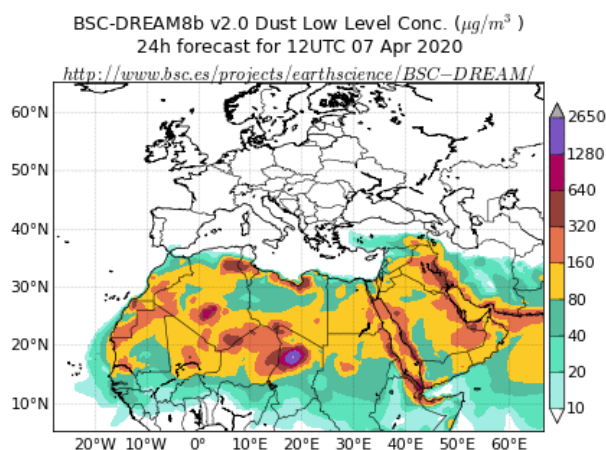 BSC-DREAM8b v2.0 Dust Low Level Conc. (μg/m³ )
24h forecast for 12UTC 07 Apr 2020
http://www.bsc.es/projects/earthscience/BSC−DREAM/
60°N
50°N
40°N
30°N
20°N
10°N
20°W
10°W
0°
10°E
20°E
30°E
40°E
50°E
60°E
2650
1280
640
320
160
80
40
20
10